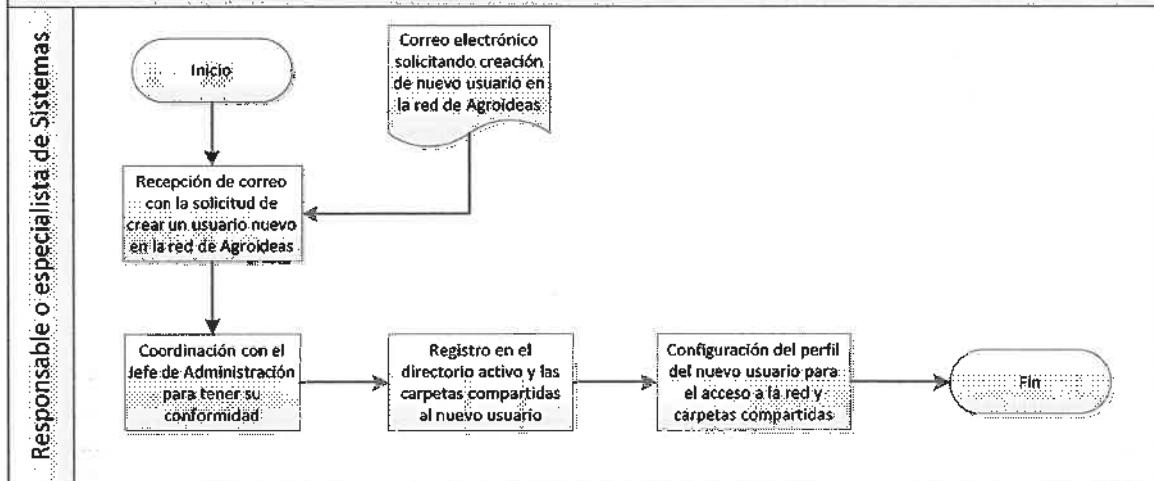 Responsable o especialista de Sistemas
Inicio
Correo electrónico
solicitando creación
de nuevo usuario en
la red de Agroideas
Recepción de correo
con la solicitud de
crear un usuario nuevo
en la red de Agroideas
Coordinación con el
Jefe de Administración
para tener su
conformidad
Registro en el
directorio activo y las
carpetas compartidas
al nuevo usuario
Configuración del perfil
del nuevo usuario para
el acceso a la red y
carpetas compartidas
Fin